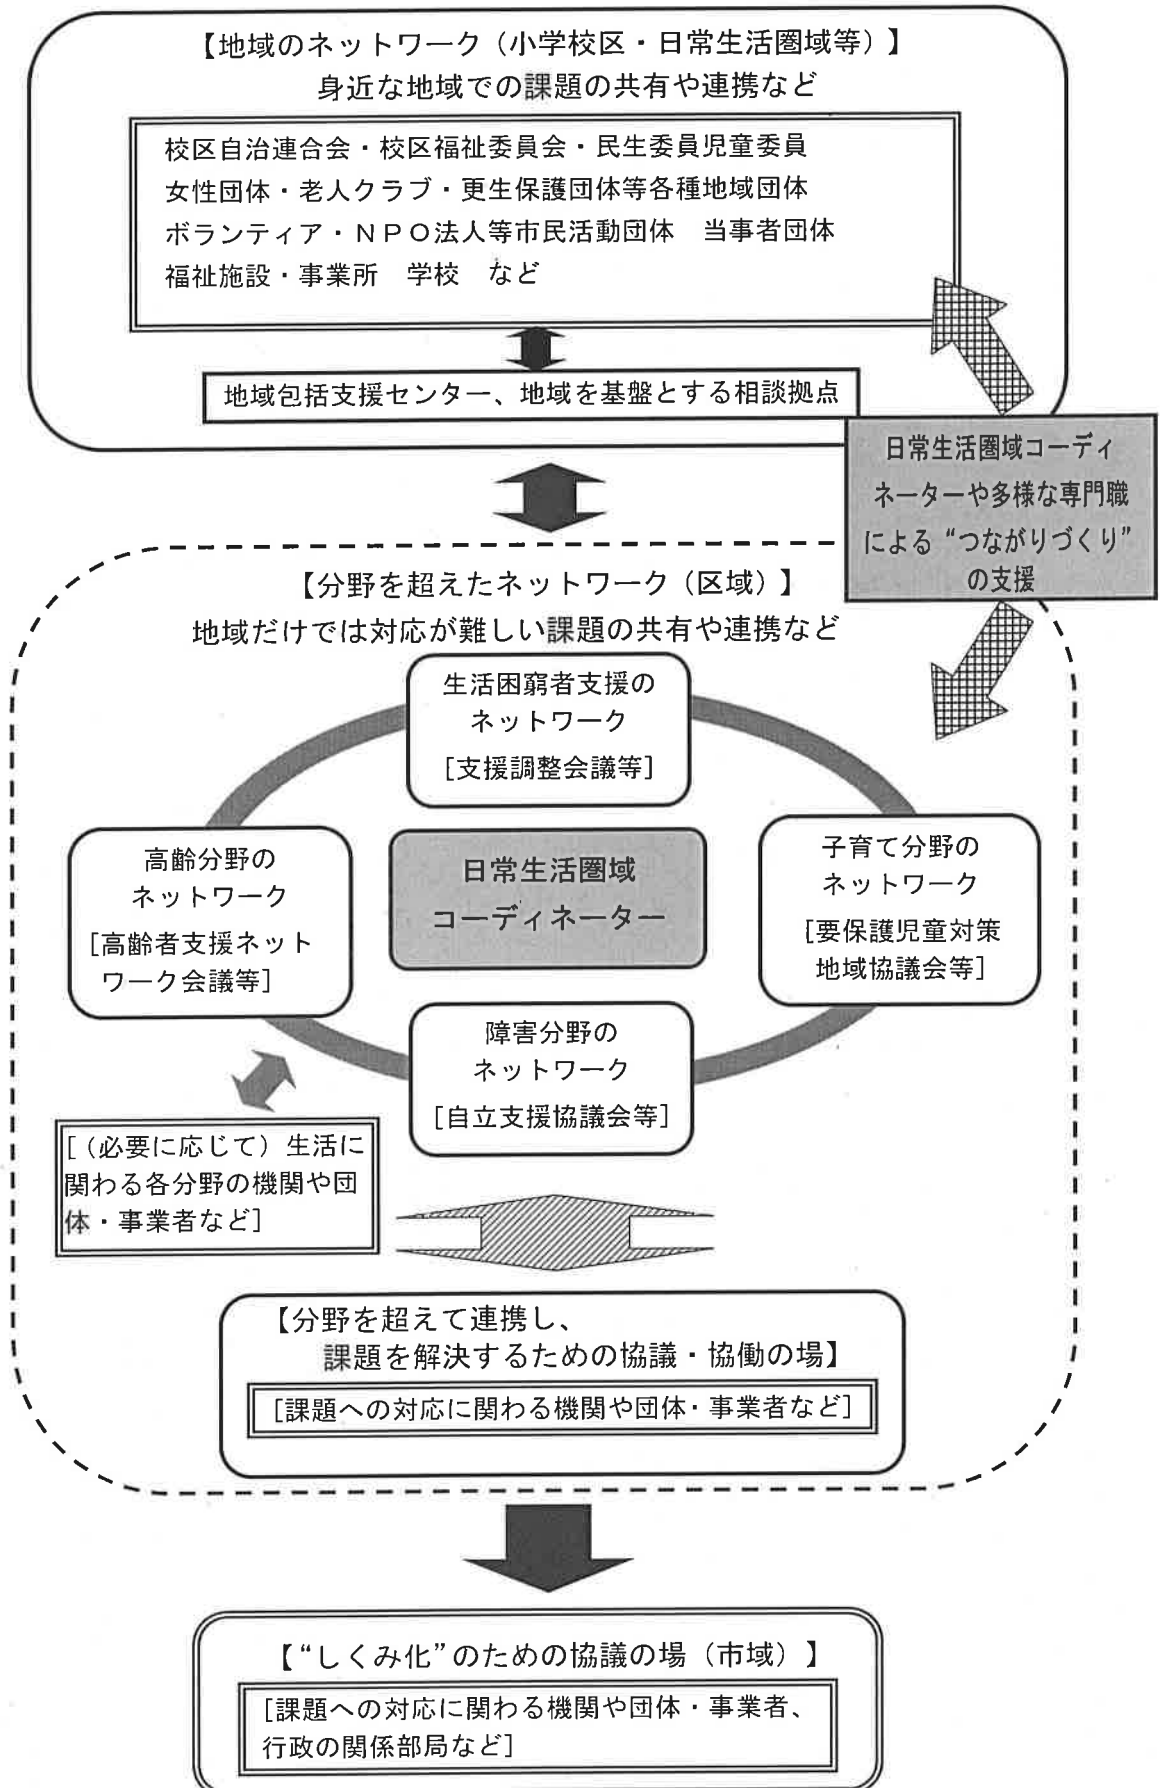 【地域のネットワーク（小学校区・日常生活圏域等）】
身近な地域での課題の共有や連携など
校区自治連合会・校区福祉委員会・民生委員児童委員
女性団体・老人クラブ・更生保護団体等各種地域団体
ボランティア・ＮＰＯ法人等市民活動団体　当事者団体
福祉施設・事業所　学校　など
地域包括支援センター、地域を基盤とする相談拠点
日常生活圏域コーディ
ネーターや多様な専門職
による“つながりづくり”
の支援
【分野を超えたネットワーク（区域）】
地域だけでは対応が難しい課題の共有や連携など
生活困窮者支援の
ネットワーク
［支援調整会議等］
高齢分野の
ネットワーク
［高齢者支援ネット
ワーク会議等］
日常生活圏域
コーディネーター
子育て分野の
ネットワーク
［要保護児童対策
地域協議会等］
障害分野の
ネットワーク
［自立支援協議会等］
［（必要に応じて）生活に
関わる各分野の機関や団
体・事業者など］
【分野を超えて連携し、
課題を解決するための協議・協働の場】
［課題への対応に関わる機関や団体・事業者など］
【“しくみ化”のための協議の場（市域）】
［課題への対応に関わる機関や団体・事業者、
行政の関係部局など］